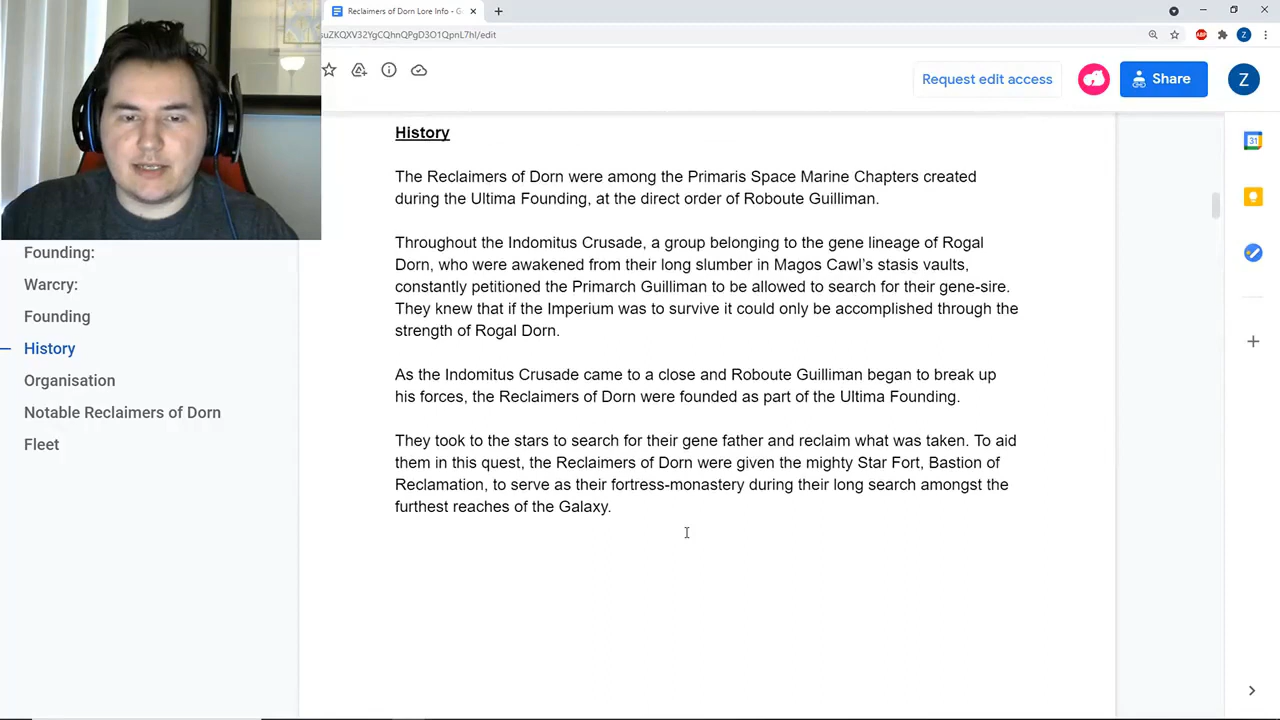 Reclaimers of Dorn Lore Info - G
suZKQXV32YgCQhnQPgD3O1QpnL7hI/edit
ABP
Z
Request edit access
Share
Z
31
Founding:
Warcry:
Founding
History
Organisation
Notable Reclaimers of Dorn
Fleet
History
The Reclaimers of Dorn were among the Primaris Space Marine Chapters created
during the Ultima Founding, at the direct order of Roboute Guilliman.
Throughout the Indomitus Crusade, a group belonging to the gene lineage of Rogal
Dorn, who were awakened from their long slumber in Magos Cawl’s stasis vaults,
constantly petitioned the Primarch Guilliman to be allowed to search for their gene-sire.
They knew that if the Imperium was to survive it could only be accomplished through the
strength of Rogal Dorn.
As the Indomitus Crusade came to a close and Roboute Guilliman began to break up
his forces, the Reclaimers of Dorn were founded as part of the Ultima Founding.
They took to the stars to search for their gene father and reclaim what was taken. To aid
them in this quest, the Reclaimers of Dorn were given the mighty Star Fort, Bastion of
Reclamation, to serve as their fortress-monastery during their long search amongst the
furthest reaches of the Galaxy.